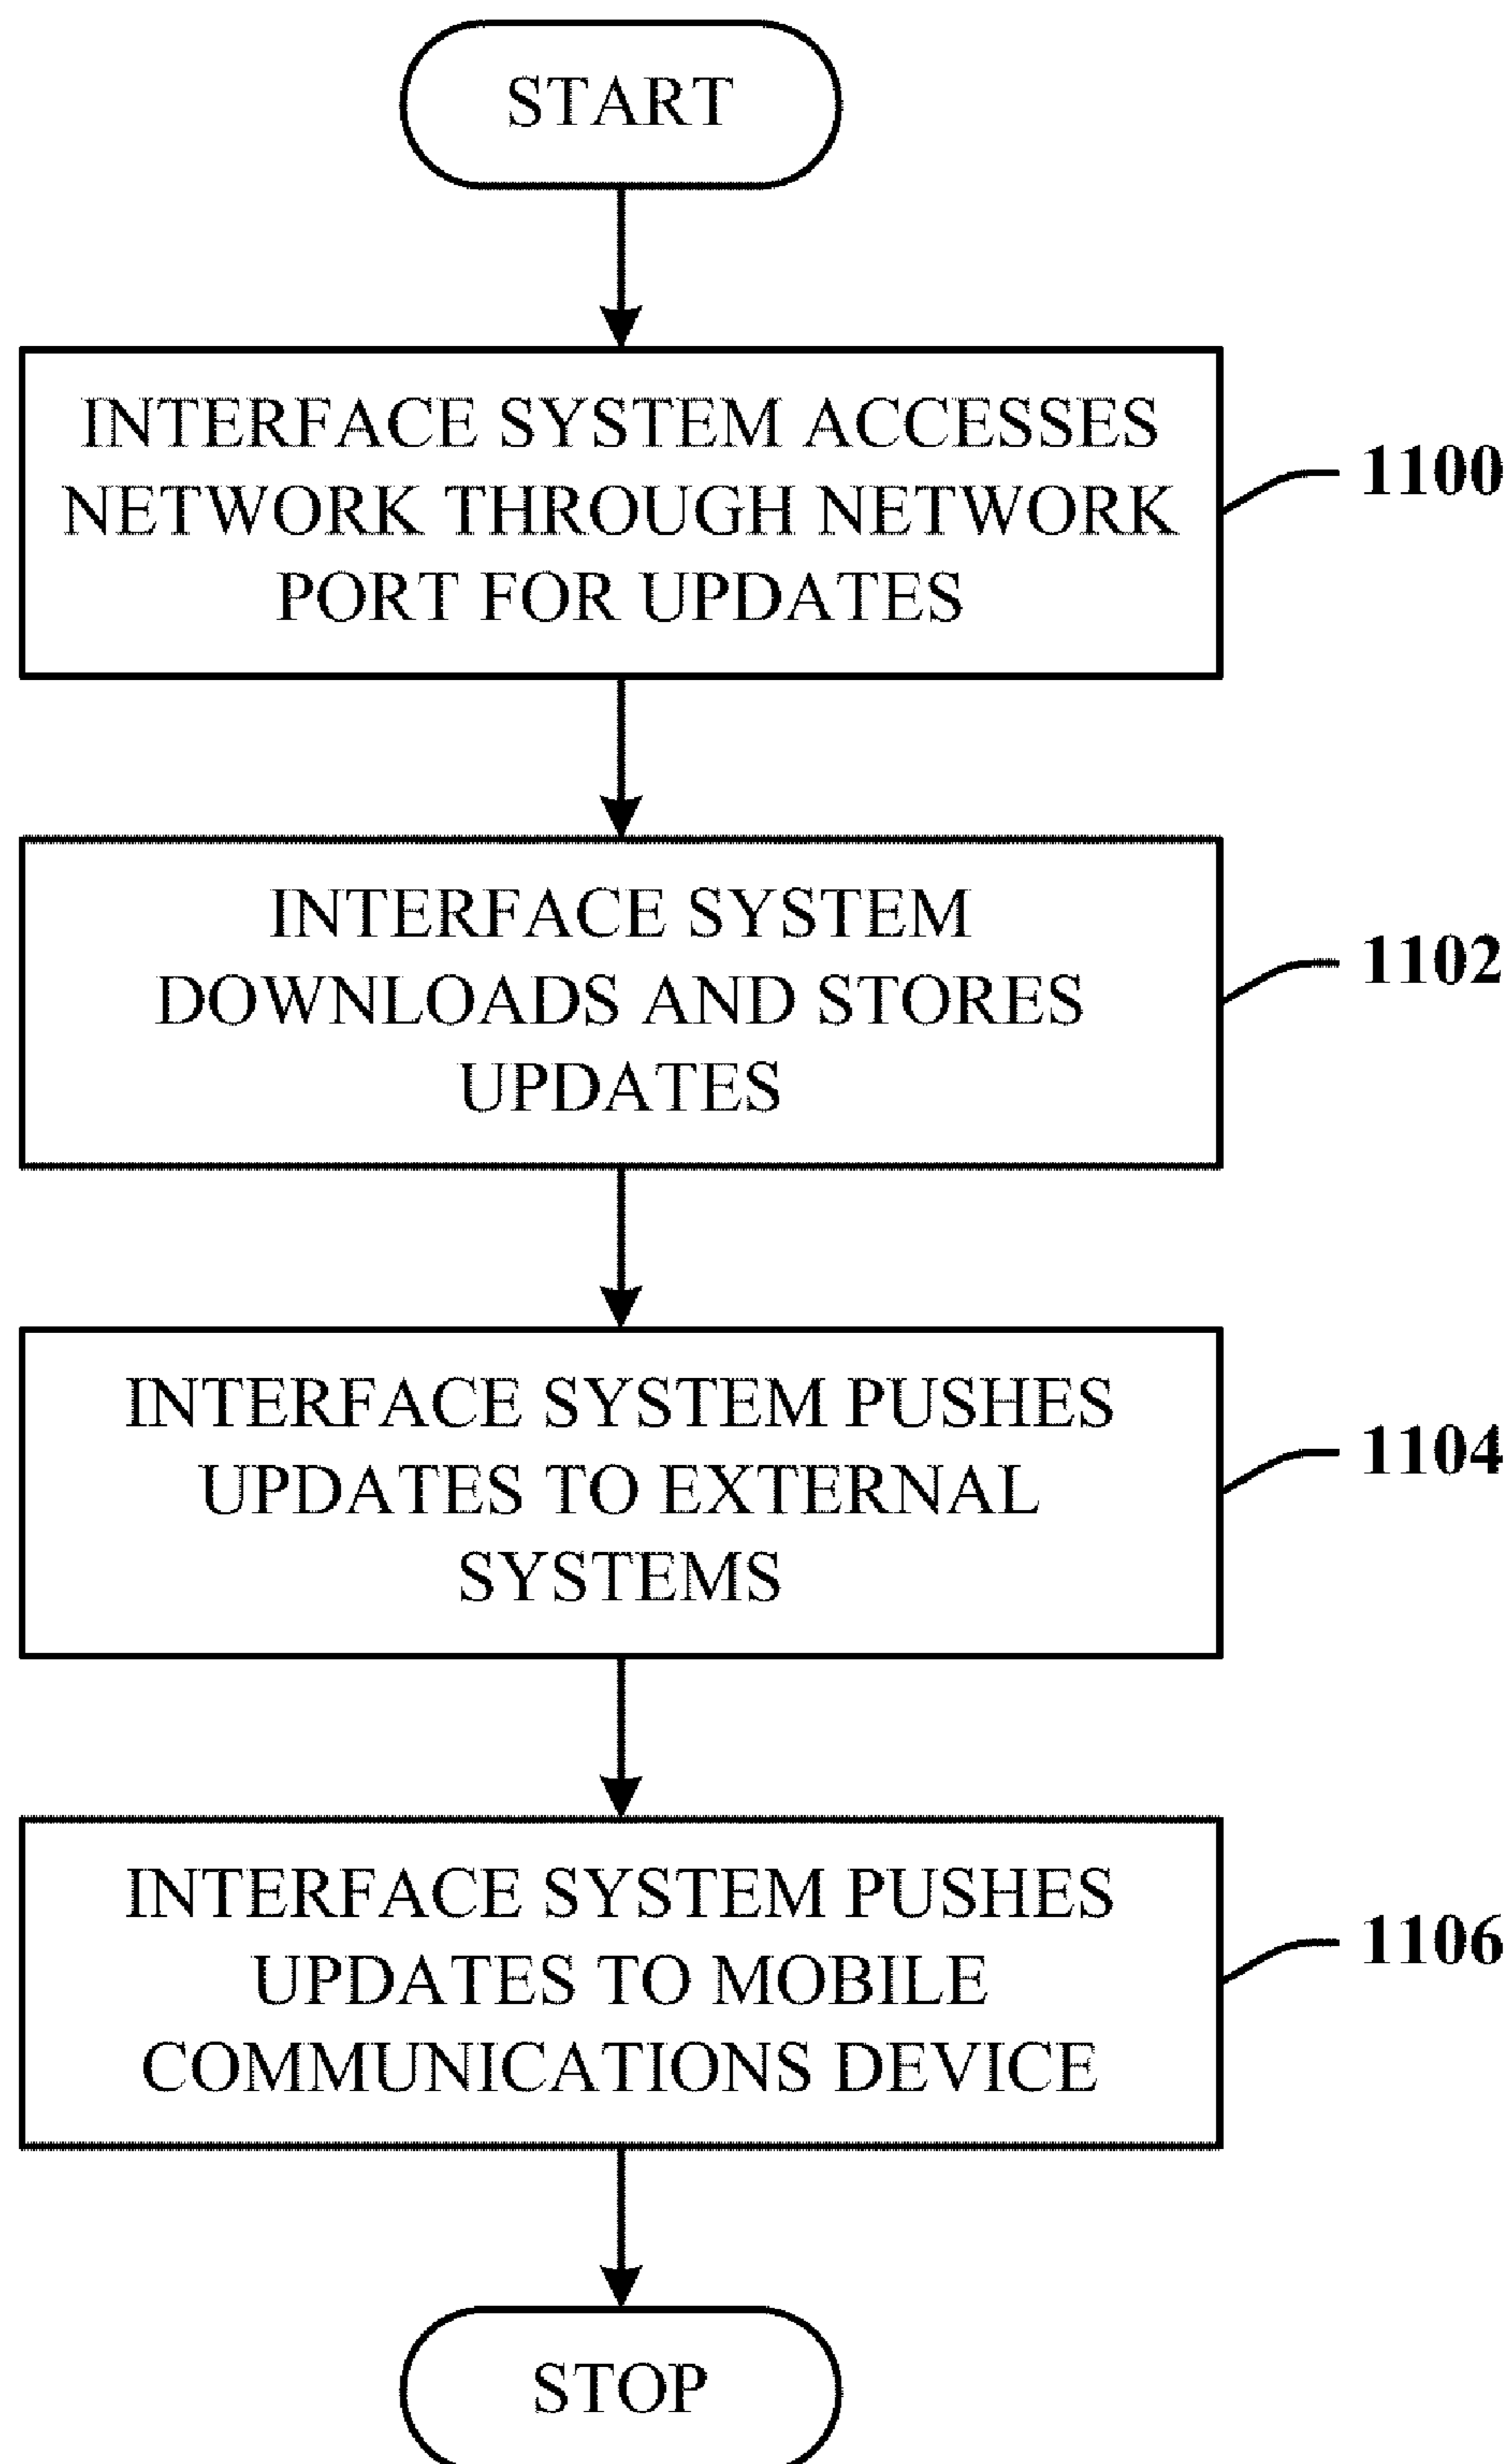 START
INTERFACE SYSTEM ACCESSES
NETWORK THROUGH NETWORK
PORT FOR UPDATES
1100
INTERFACE SYSTEM
DOWNLOADS AND STORES
UPDATES
1102
INTERFACE SYSTEM PUSHES
UPDATES TO EXTERNAL
SYSTEMS
1104
INTERFACE SYSTEM PUSHES
UPDATES TO MOBILE
COMMUNICATIONS DEVICE
1106
STOP